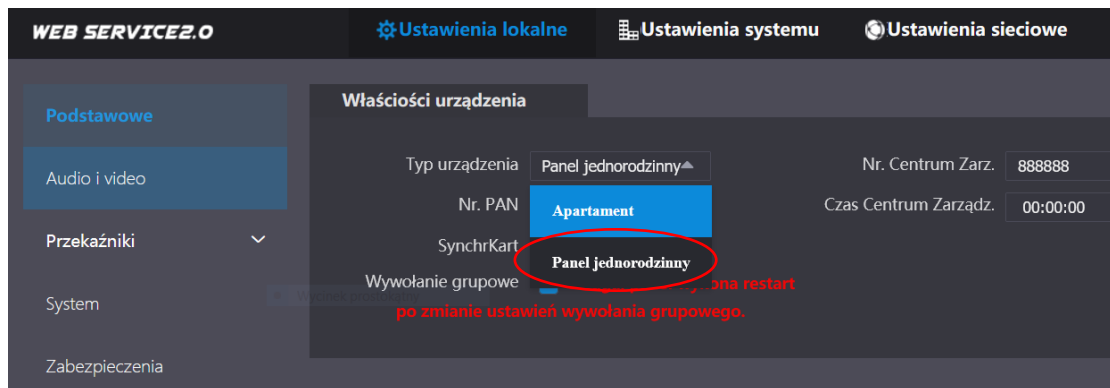 WEB SERVICE2.0
Ustawienia lokalne
Ustawienia systemu
Ustawienia sieciowe
Podstawowe
Audio i video
Przekaźniki
System
Zabezpieczenia
Właściości urządzenia
Typ urządzenia Panel jednorodzinny
Nr. Centrum Zarz. 888888
Nr. PAN
Apartament
Czas Centrum Zarządz. 00:00:00
SynchrKart
Panel jednorodzinny
Wywołanie grupowe
restart
po zmianie ustawień wywołania grupowego.